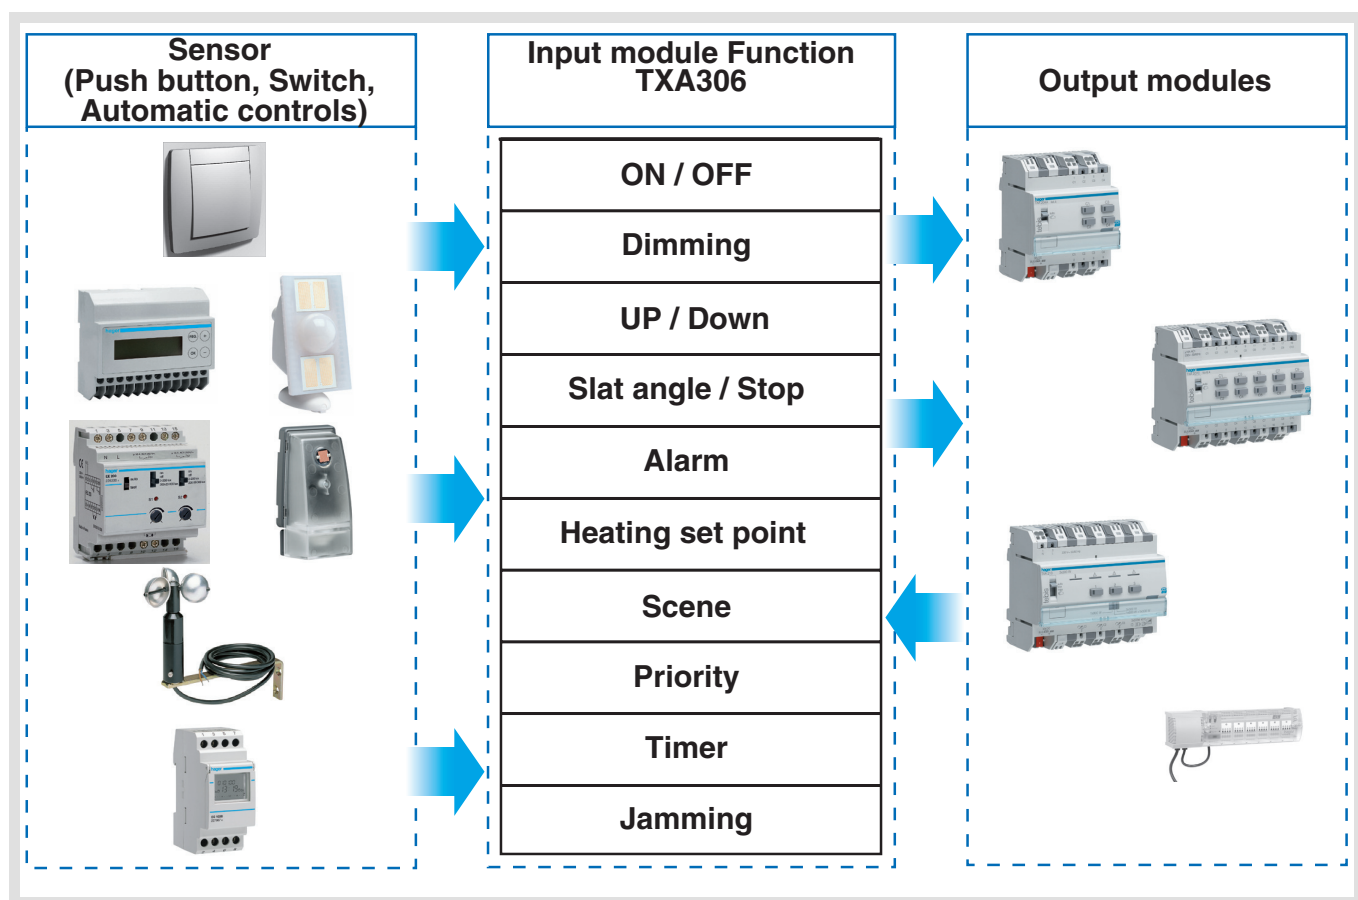 Sensor
(Push button, Switch,
Automatic controls)
Input module Function
TXA306
Output modules
ON / OFF
Dimming
UP / Down
Slat angle / Stop
Alarm
Heating set point
Scene
Priority
Timer
Jamming